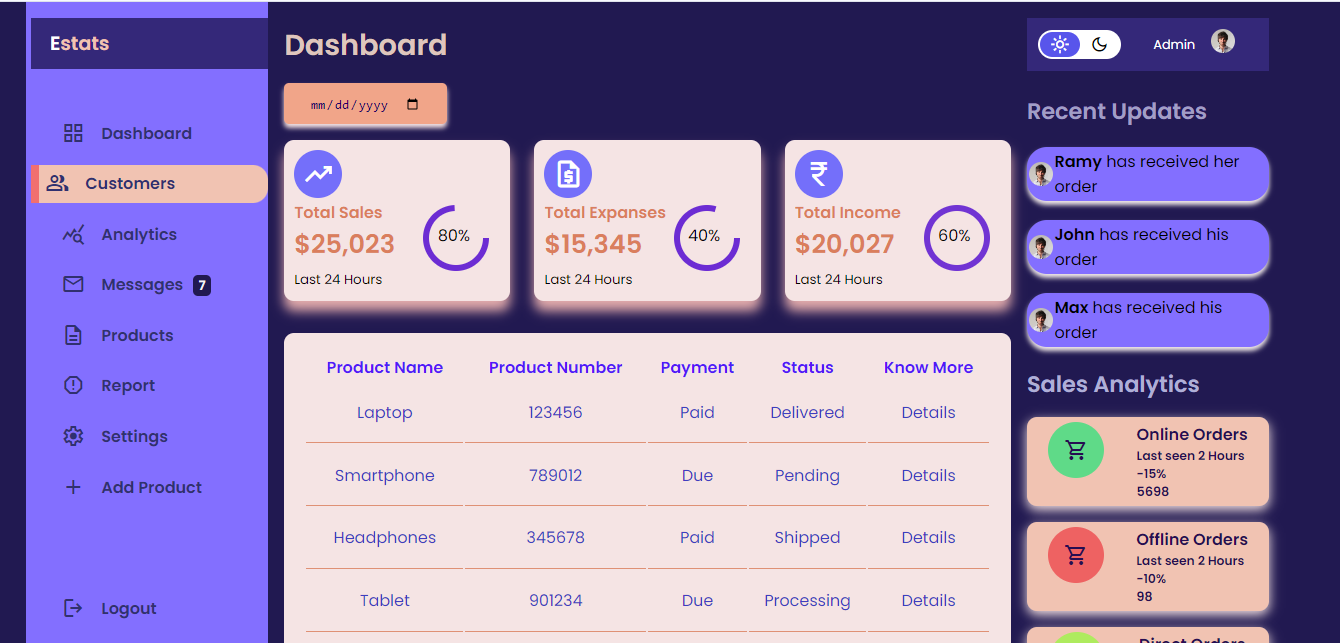 Estats
Dashboard
Customers
Analytics
Messages 7
Products
Report
Settings
Add Product
Logout
Dashboard
mm/dd/yyyy
Total Sales
$25,023
80%
Last 24 Hours
Total Expanses
$15,345
40%
Last 24 Hours
₹
Total Income
$20,027
60%
Last 24 Hours
Product Name Product Number Payment Status Know More
Laptop 123456 Paid Delivered Details
Smartphone 789012 Due Pending Details
Headphones 345678 Paid Shipped Details
Tablet 901234 Due Processing Details
Admin
Recent Updates
Ramy has received her
order
John has received his
order
Max has received his
order
Sales Analytics
Online Orders
Last seen 2 Hours
-15%
5698
Offline Orders
Last seen 2 Hours
-10%
98
Direct Orders